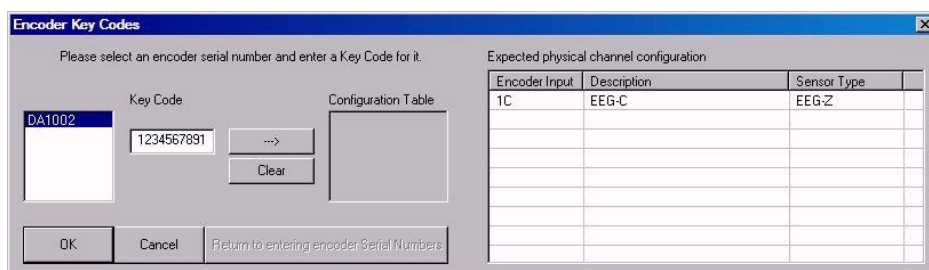 Encoder Key Codes
Please select an encoder serial number and enter a Key Code for it.
Key Code
Configuration Table
DA1002
1234567891
--->
Clear
OK
Cancel
Return to entering encoder Serial Numbers
Expected physical channel configuration
Encoder Input Description Sensor Type
1C EEG-C EEG-Z